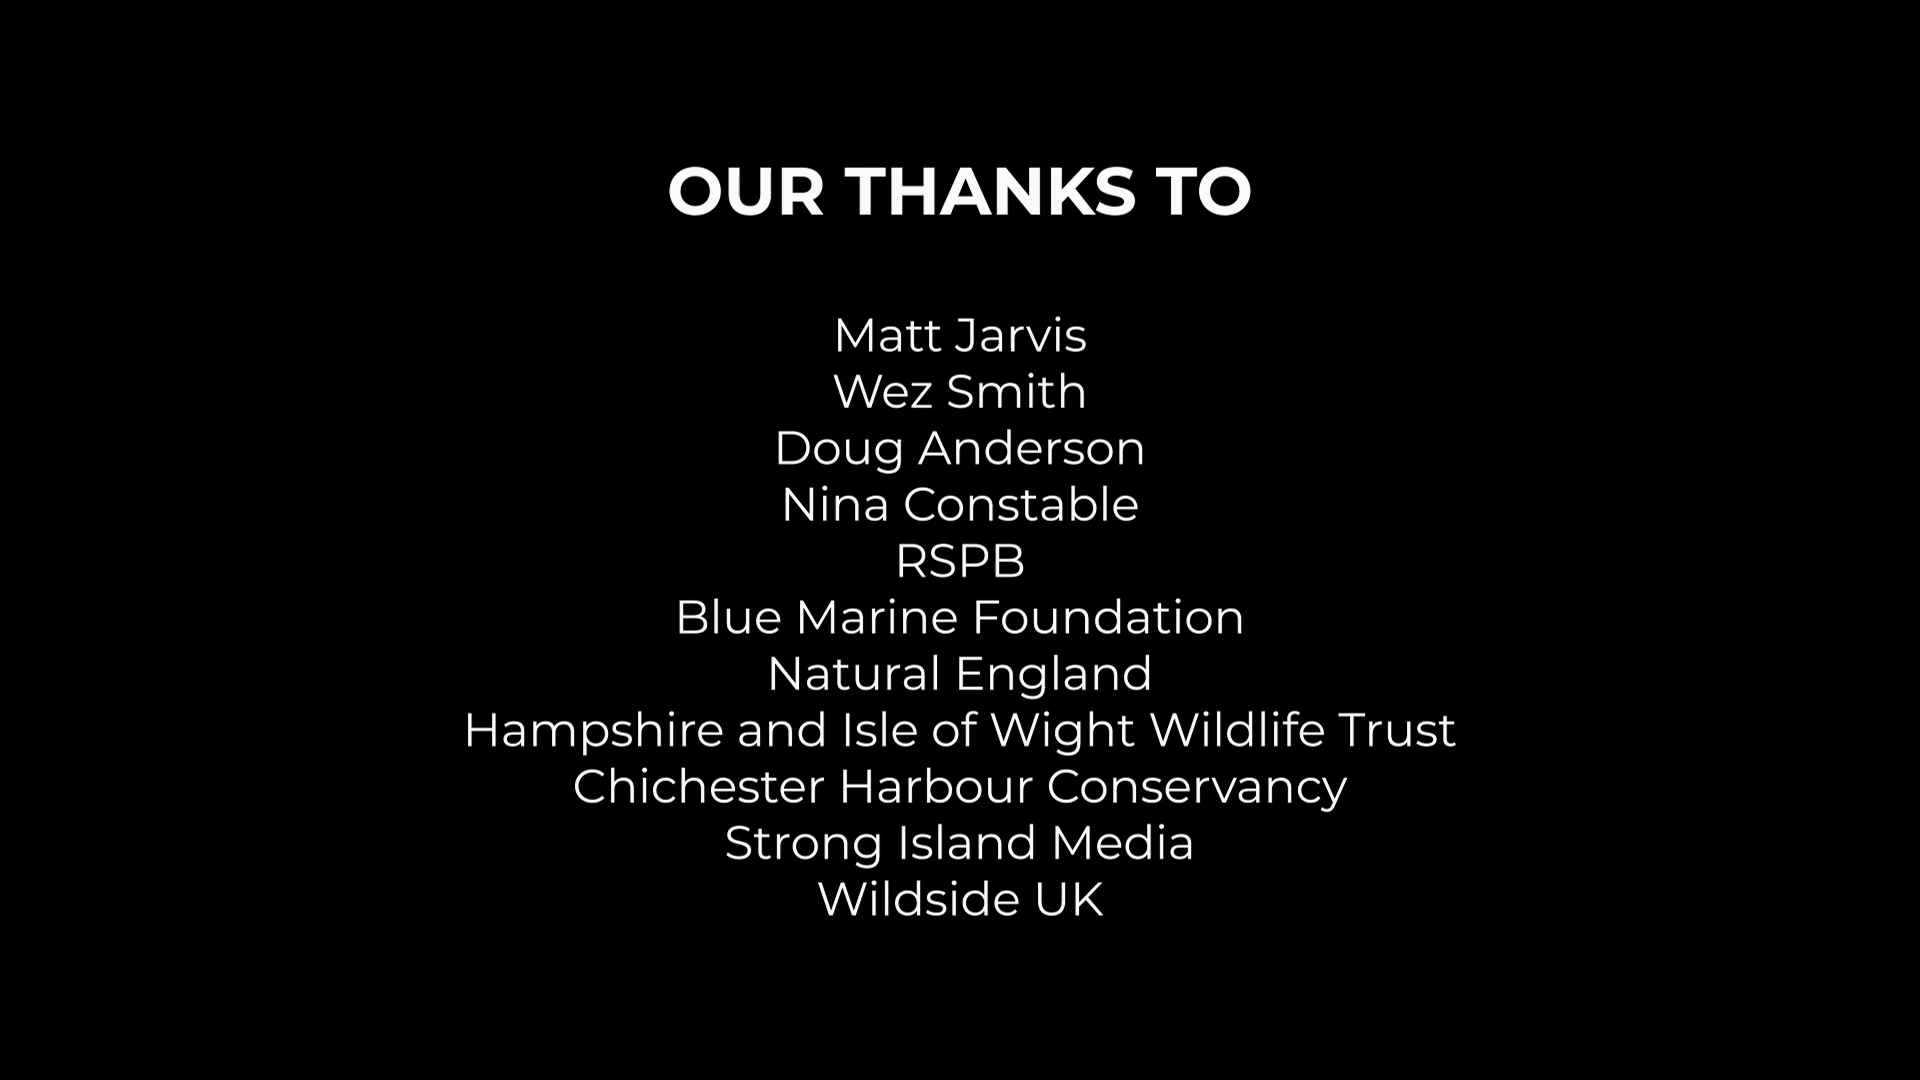 OUR THANKS TO
Matt Jarvis
Wez Smith
Doug Anderson
Nina Constable
RSPB
Blue Marine Foundation
Natural England
Hampshire and Isle of Wight Wildlife Trust
Chichester Harbour Conservancy
Strong Island Media
Wildside UK